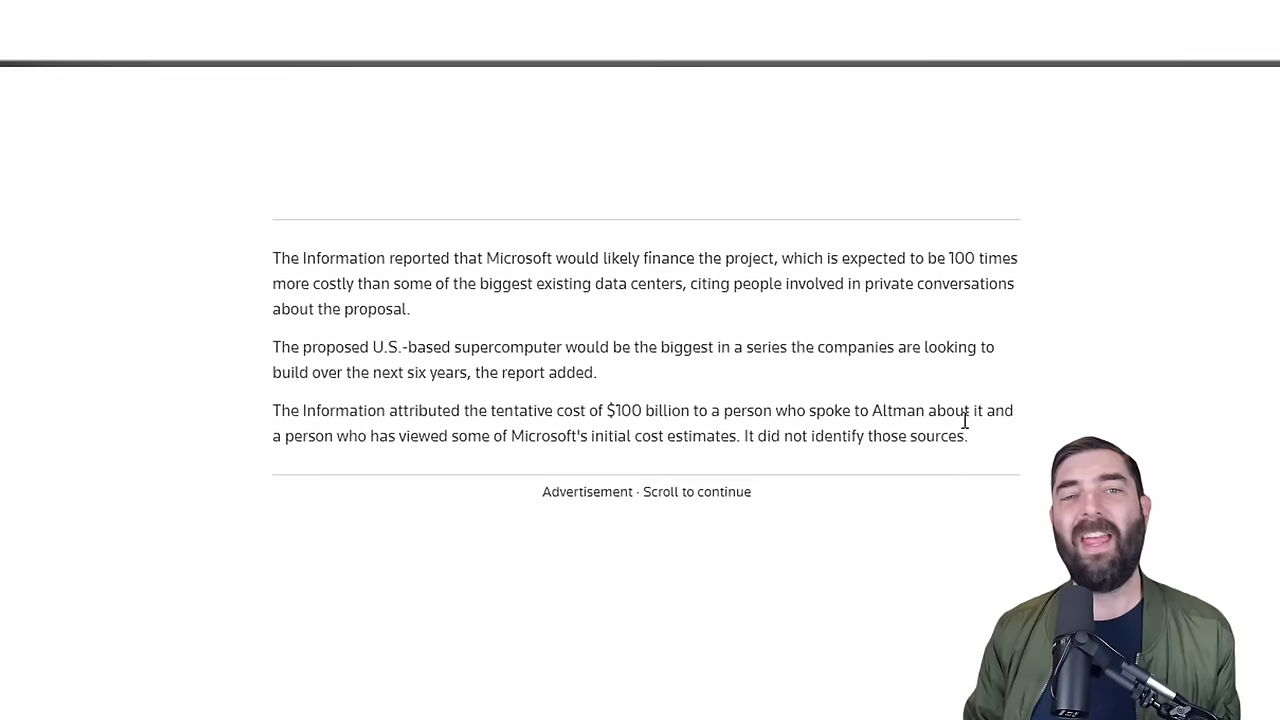 The Information reported that Microsoft would likely finance the project, which is expected to be 100 times
more costly than some of the biggest existing data centers, citing people involved in private conversations
about the proposal.
The proposed U.S.-based supercomputer would be the biggest in a series the companies are looking to
build over the next six years, the report added.
The Information attributed the tentative cost of $100 billion to a person who spoke to Altman about it and
a person who has viewed some of Microsoft's initial cost estimates. It did not identify those sources.
Advertisement · Scroll to continue